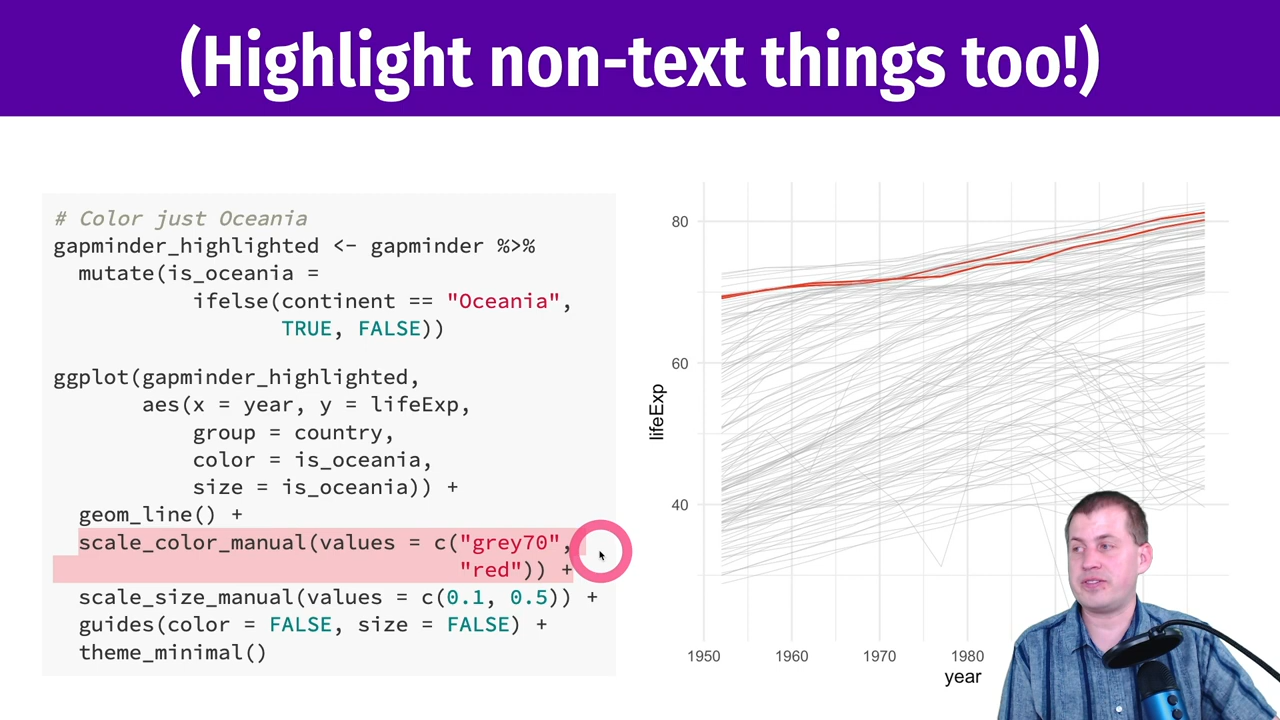 (Highlight non-text things too!)
# Color just Oceania
gapminder_highlighted <- gapminder %>%
mutate(is_oceania =
ifelse(continent == "Oceania",
TRUE, FALSE))
ggplot(gapminder_highlighted,
aes(x = year, y = lifeExp,
group = country,
color = is_oceania,
size = is_oceania)) +
geom_line() +
scale_color_manual(values = c("grey70",
"red")) +
scale_size_manual(values = c(0.1, 0.5)) +
guides(color = FALSE, size = FALSE) +
theme_minimal()
80
60
40
lifeExp
1950 1960 1970 1980
year